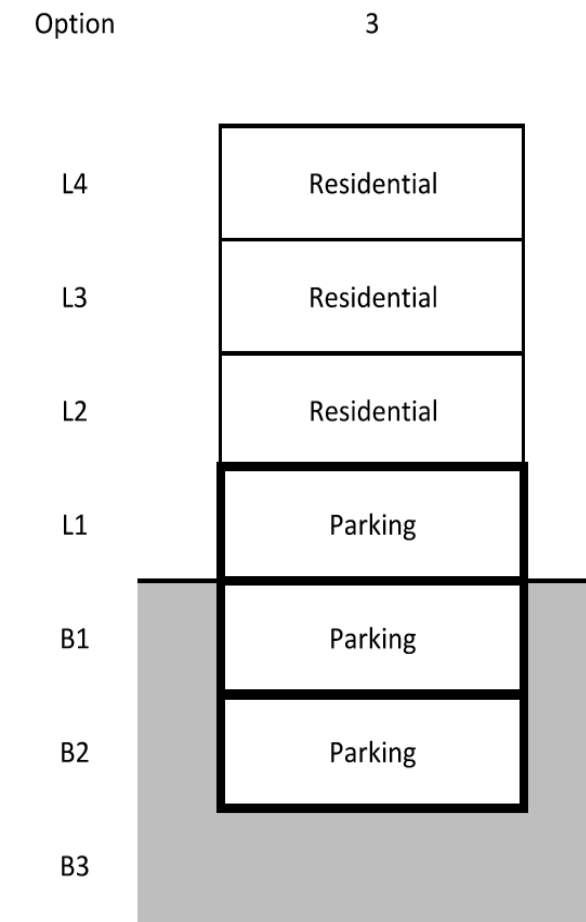 Option 3
L4 Residential
L3 Residential
L2 Residential
L1 Parking
B1 Parking
B2 Parking
B3